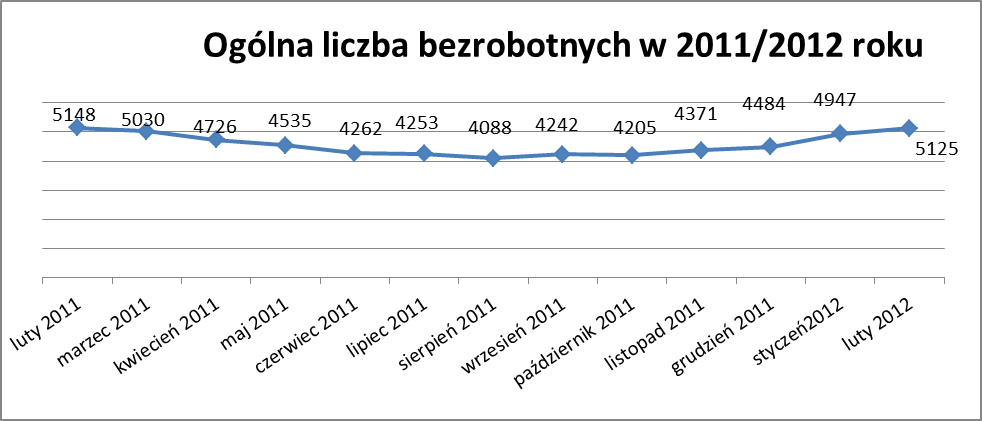 Ogólna liczba bezrobotnych w 2011/2012 roku
5148
5030
4726
4535
4262
4253
4088
4242
4205
4371
4484
4947
5125
luty 2011
marzec 2011
kwiecień 2011
maj 2011
czerwiec 2011
lipiec 2011
sierpień 2011
wrzesień 2011
październik 2011
listopad 2011
grudzień 2011
styczeń2012
luty 2012